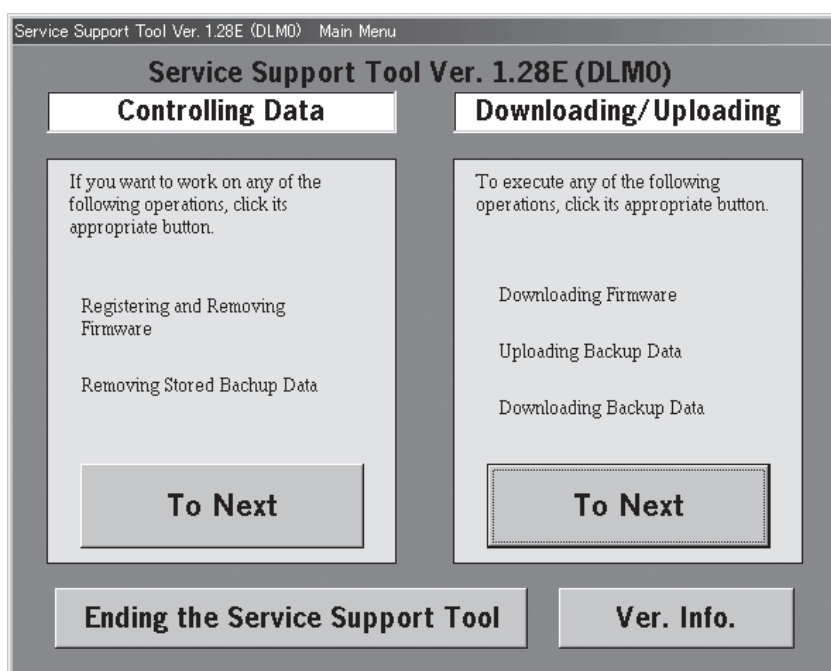 Service Support Tool Ver. 1.28E (DLM0) Main Menu
Service Support Tool Ver. 1.28E (DLM0)
Controlling Data
If you want to work on any of the
following operations, click its
appropriate button.
Registering and Removing
Firmware
Removing Stored Bachup Data
To Next
Downloading/Uploading
To execute any of the following
operations, click its appropriate button.
Downloading Firmware
Uploading Backup Data
Downloading Backup Data
To Next
Ending the Service Support Tool
Ver. Info.